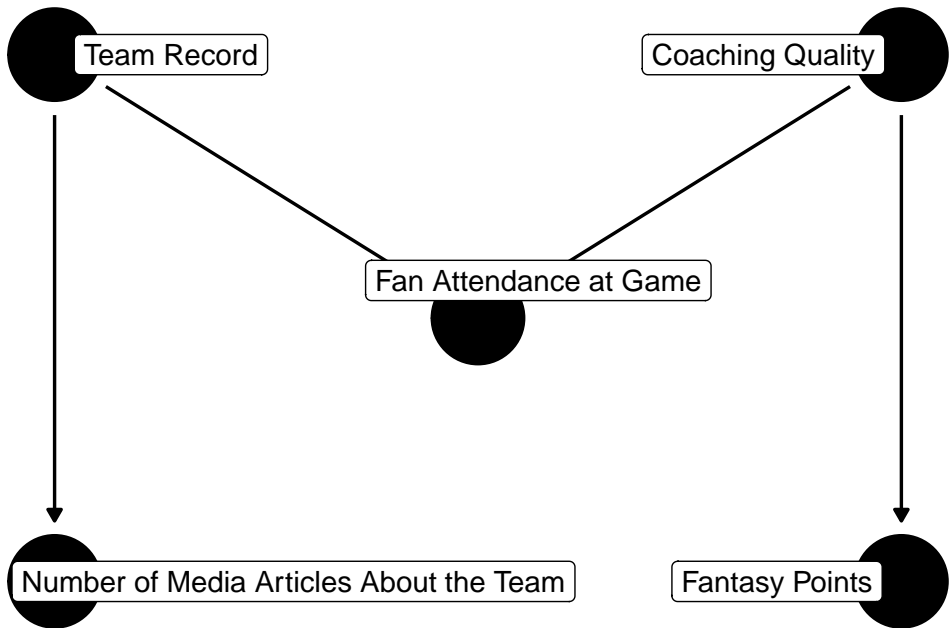 Team Record
Coaching Quality
Fan Attendance at Game
Number of Media Articles About the Team
Fantasy Points